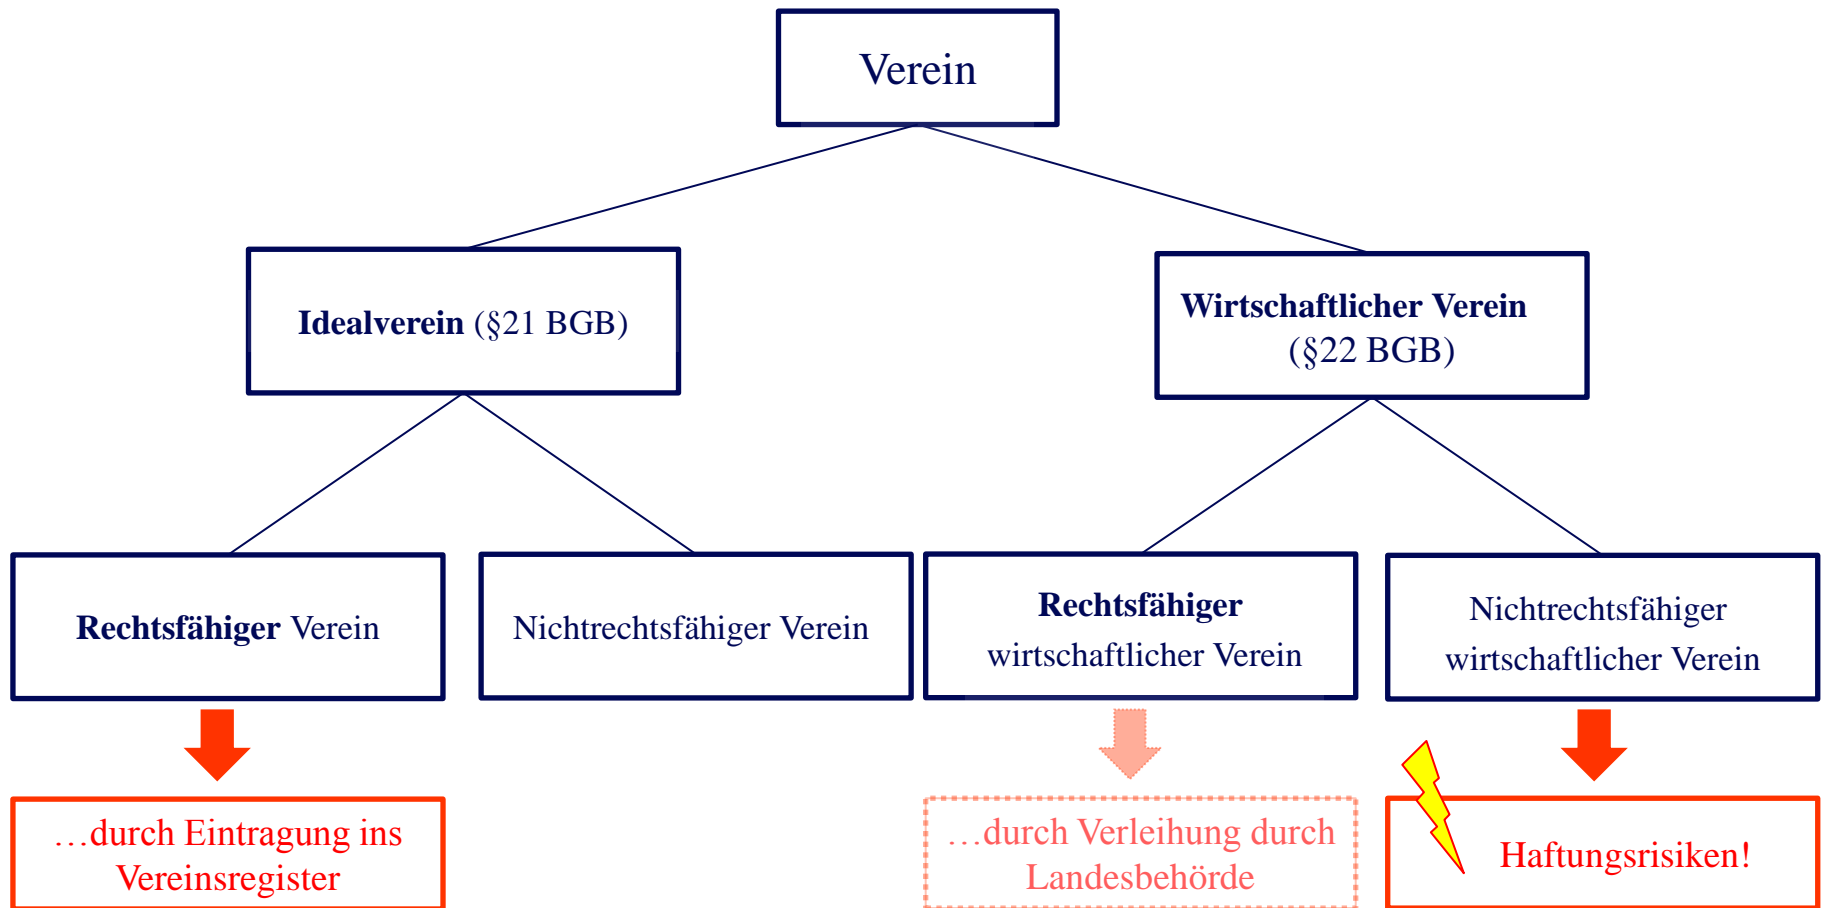 Verein
Idealverein (§21 BGB)
Wirtschaftlicher Verein
(§22 BGB)
Rechtsfähiger Verein
Nichtrechtsfähiger Verein
Rechtsfähiger
wirtschaftlicher Verein
Nichtrechtsfähiger
wirtschaftlicher Verein
…durch Eintragung ins
Vereinsregister
…durch Verleihung durch
Landesbehörde
Haftungsrisiken!